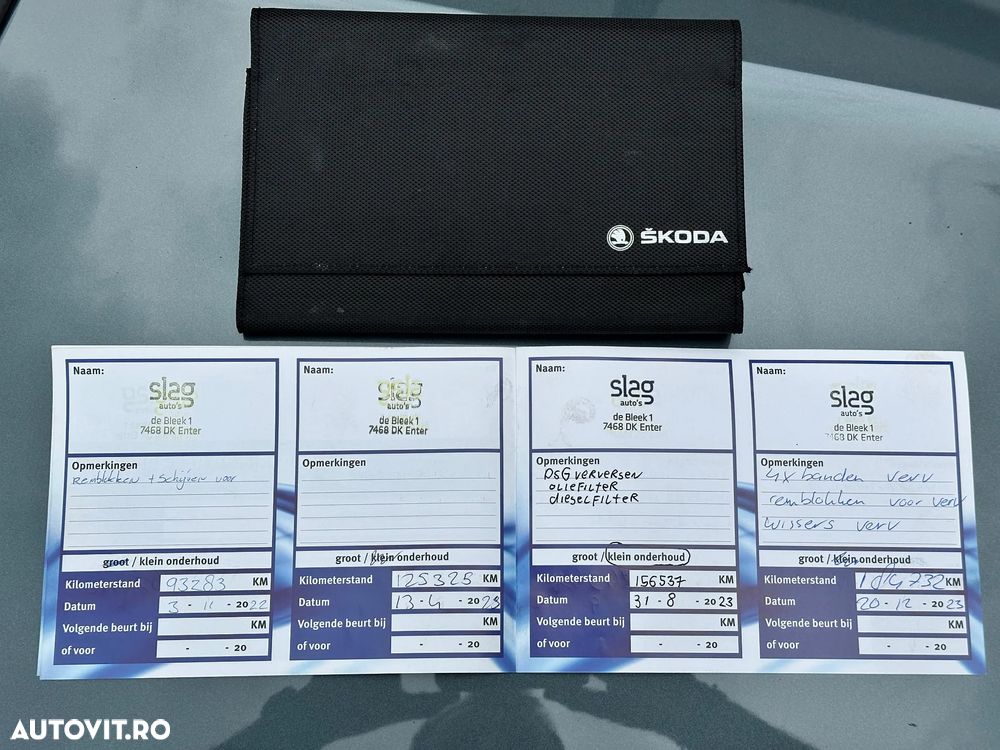 ŠKODA
Naam:
slag
auto's
de Bleek 1
7468 DK Enter
Opmerkingen
Remblokken + Schijven voor
groot / klein onderhoud
Kilometerstand 93283 KM
Datum 3 - 11 - 2022
Volgende beurt bij KM
of voor - - 20
Naam:
slag
auto's
de Bleek 1
7468 DK Enter
Opmerkingen
groot / klein onderhoud
Kilometerstand 125325 KM
Datum 13-4 - 2023
Volgende beurt bij KM
of voor - - 20
Naam:
slag
auto's
de Bleek 1
7468 DK Enter
Opmerkingen
DSG VERVERSEN
OLIEFILTER
DIESELFILTER
groot / klein onderhoud
Kilometerstand 156537 KM
Datum 31 - 8 - 2023
Volgende beurt bij KM
of voor - - 20
Naam:
slag
auto's
de Bleek 1
7468 DK Enter
Opmerkingen
4x banden verv
remblokken voor verv
wissers verv
groot / klein onderhoud
Kilometerstand KM
Datum 20 - 12 - 2023
Volgende beurt bij KM
of voor - - 20
AUTOVIT.RO